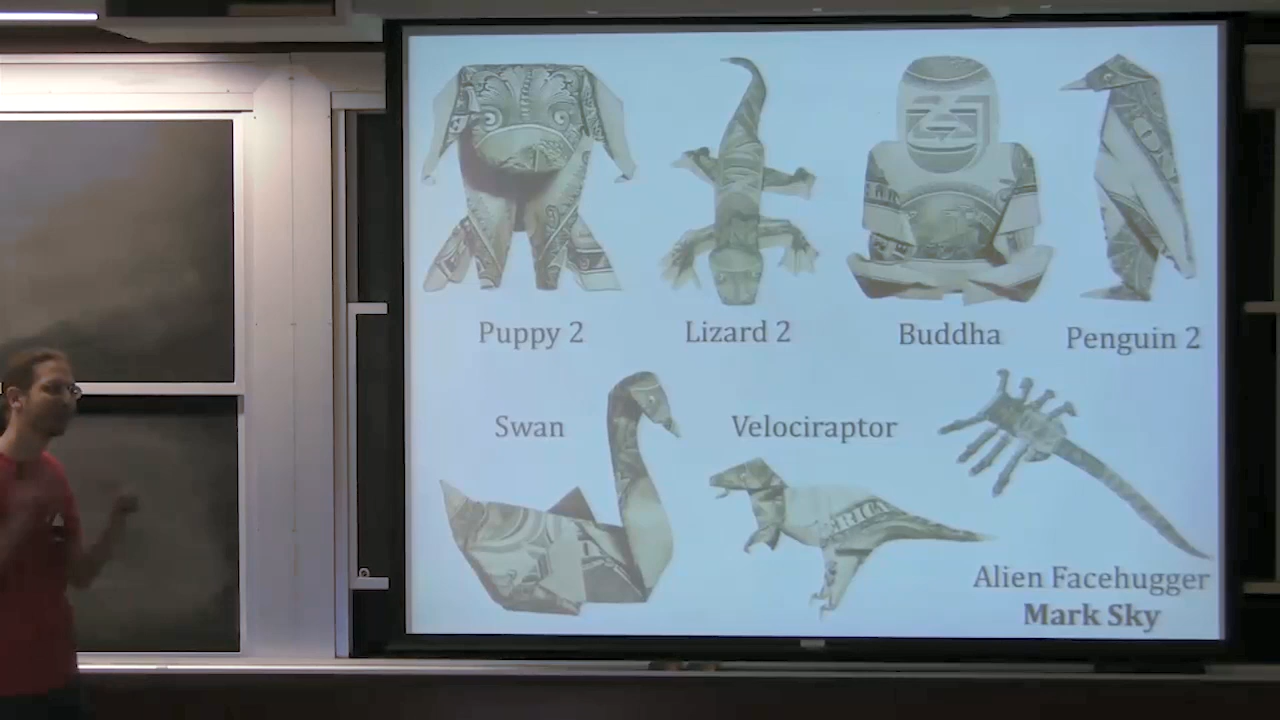 Puppy 2
Lizard 2
Buddha
Penguin 2
Swan
Velociraptor
Alien Facehugger
Mark Sky